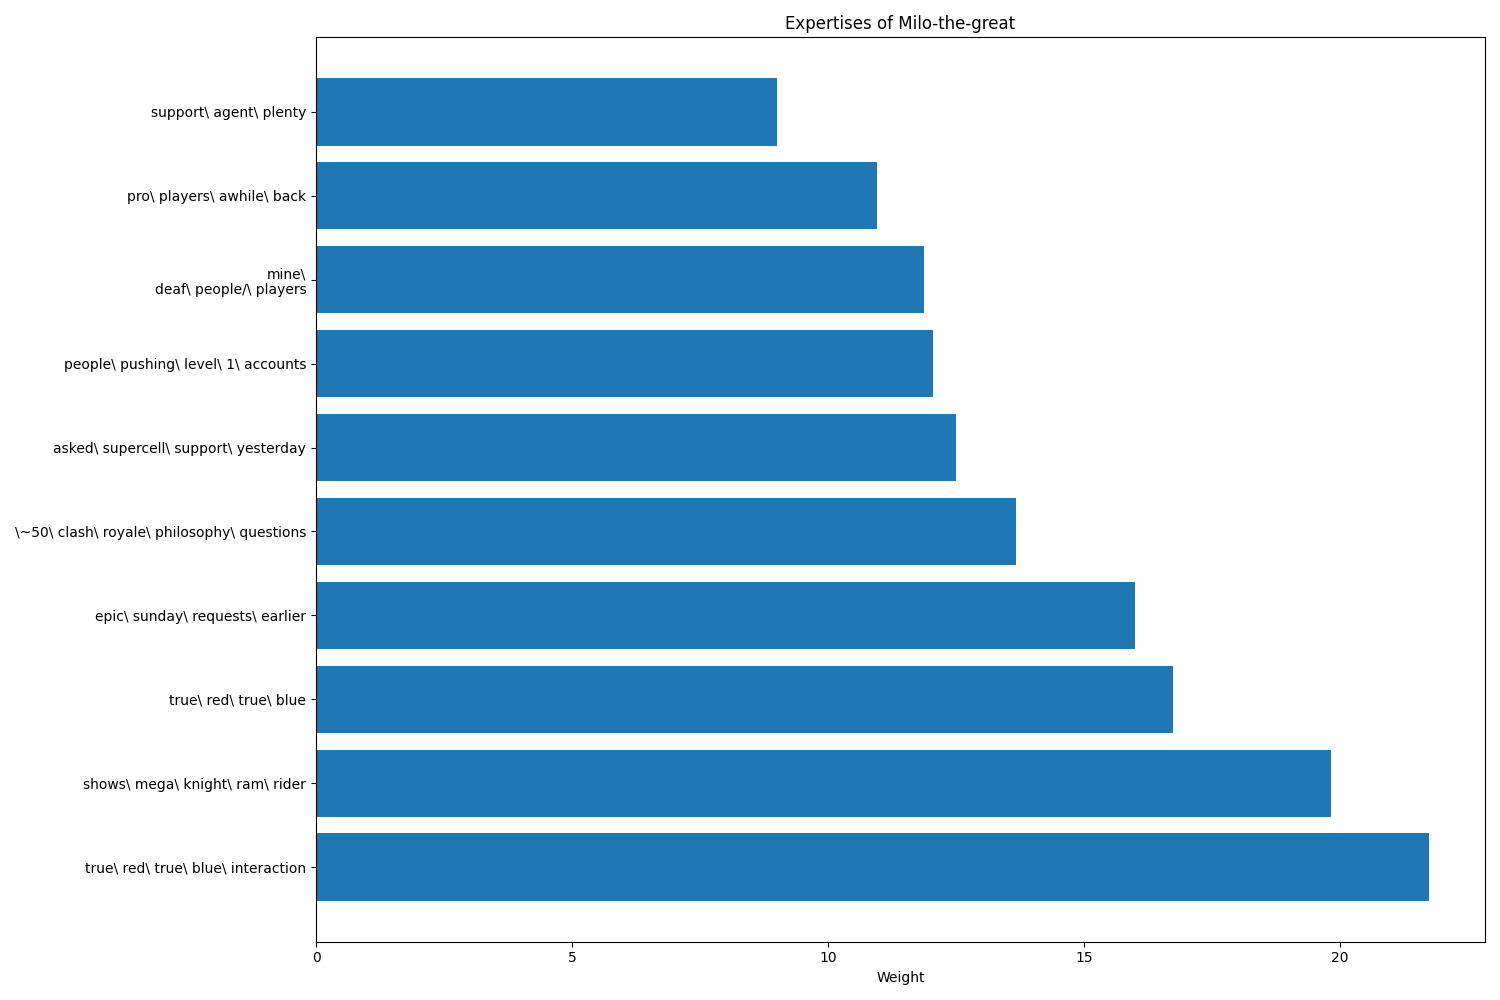 Expertises of Milo-the-great
support\ agent\ plenty
pro\ players\ awhile\ back
mine\
deaf\ people/\ players
people\ pushing\ level\ 1\ accounts
asked\ supercell\ support\ yesterday
\~50\ clash\ royale\ philosophy\ questions
epic\ sunday\ requests\ earlier
true\ red\ true\ blue
shows\ mega\ knight\ ram\ rider
true\ red\ true\ blue\ interaction
0 5 10 15 20
Weight